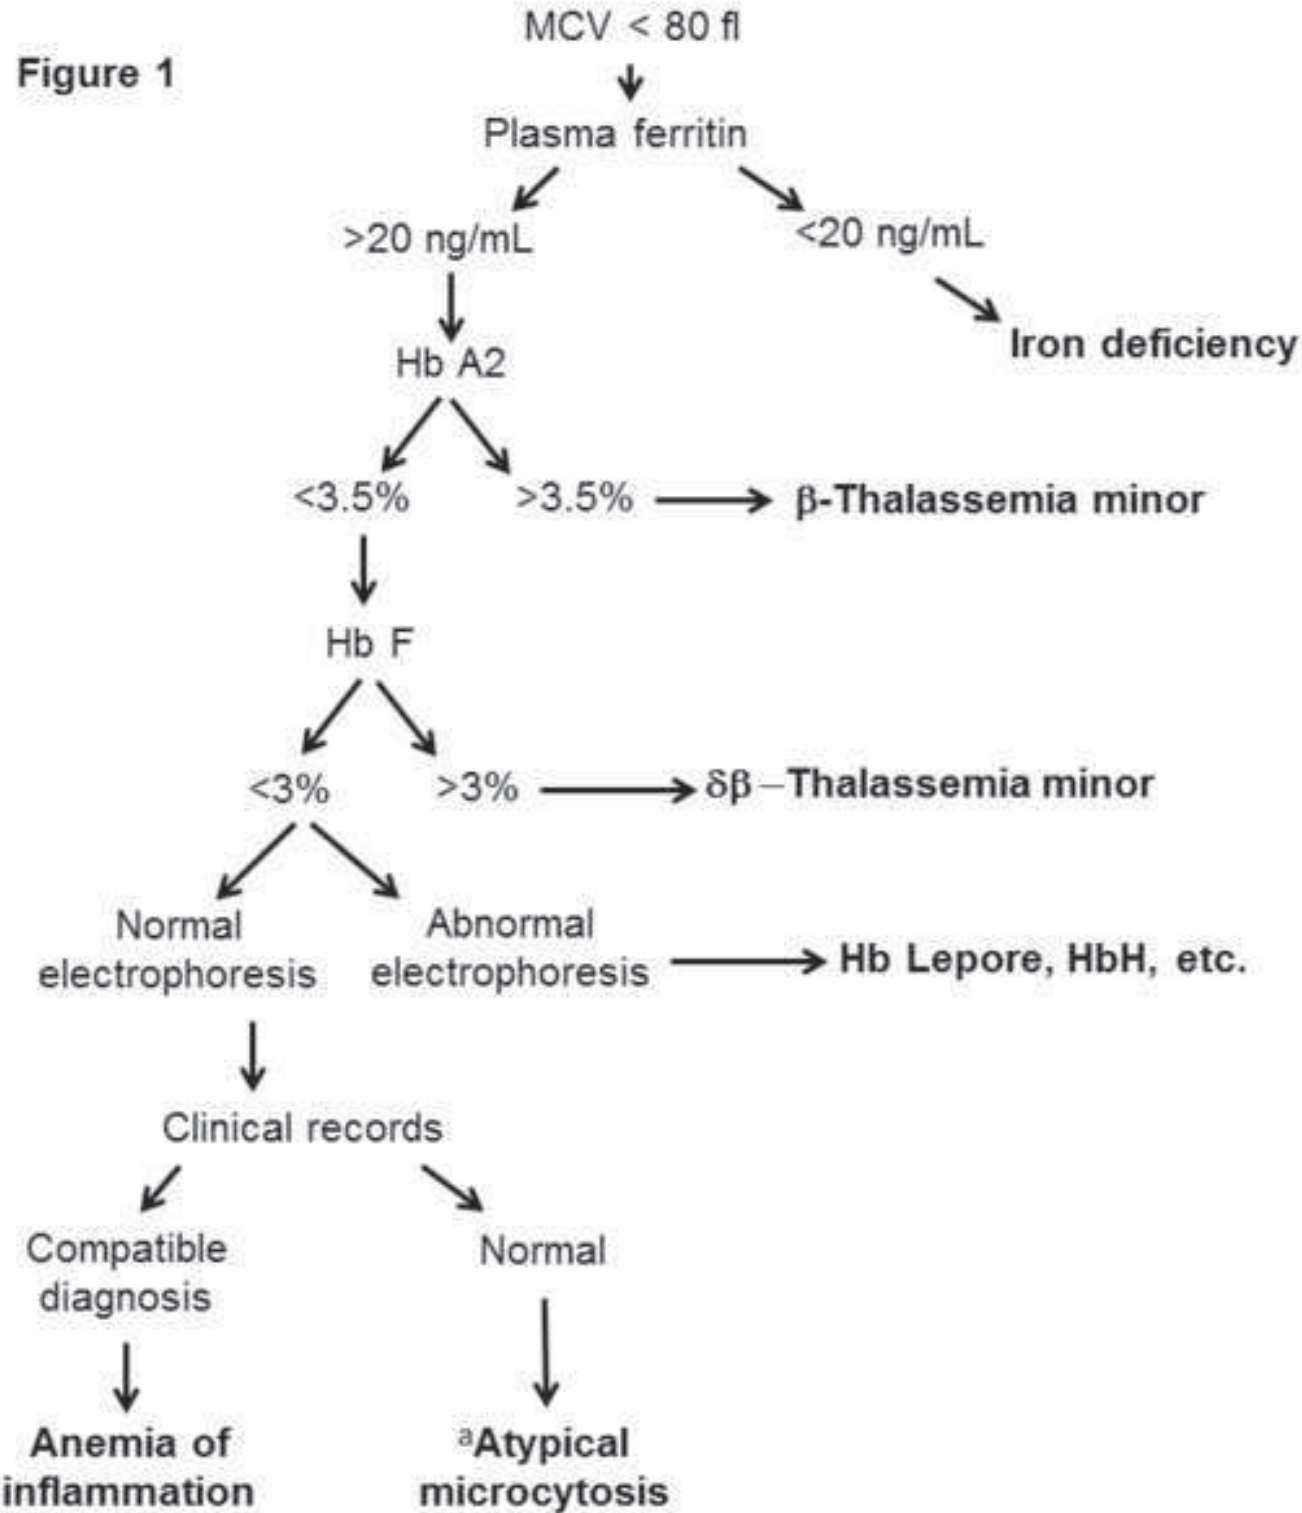 MCV < 80 fl
Figure 1
Plasma ferritin
>20 ng/mL
<20 ng/mL
Iron deficiency
Hb A2
<3.5%
>3.5%
β-Thalassemia minor
Hb F
<3%
>3%
δβ –Thalassemia minor
Normal
electrophoresis
Abnormal
electrophoresis
Hb Lepore, HbH, etc.
Clinical records
Compatible
diagnosis
Normal
Anemia of
inflammation
ᵃAtypical
microcytosis